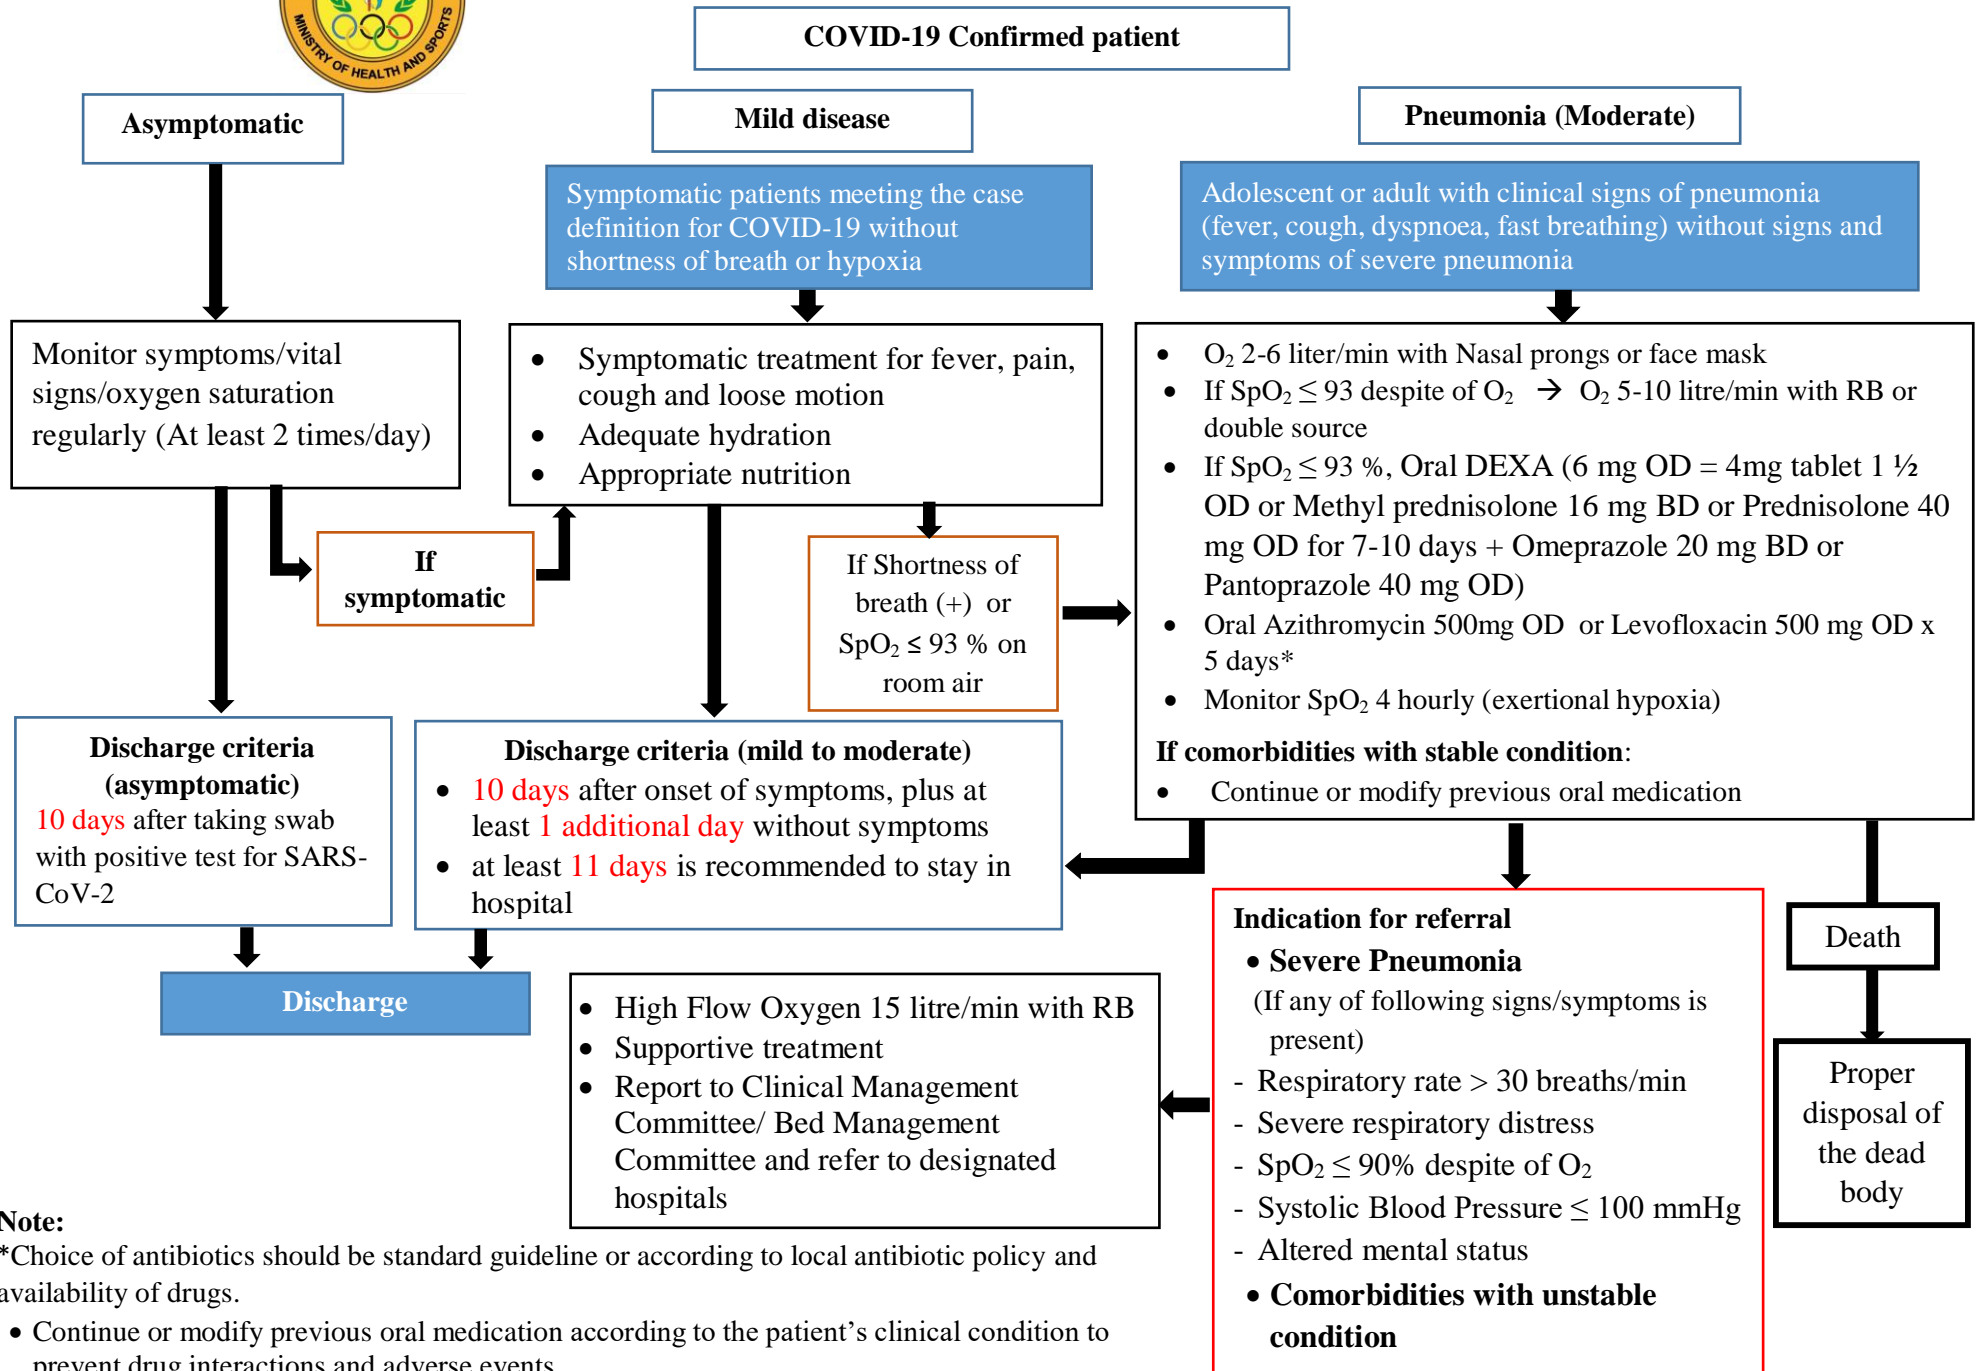 MINISTRY OF HEALTH AND SPORTS
COVID-19 Confirmed patient
Asymptomatic
Mild disease
Pneumonia (Moderate)
Symptomatic patients meeting the case
definition for COVID-19 without
shortness of breath or hypoxia
Adolescent or adult with clinical signs of pneumonia
(fever, cough, dyspnoea, fast breathing) without signs and
symptoms of severe pneumonia
Monitor symptoms/vital
signs/oxygen saturation
regularly (At least 2 times/day)
• Symptomatic treatment for fever, pain,
cough and loose motion
• Adequate hydration
• Appropriate nutrition
• O₂ 2-6 liter/min with Nasal prongs or face mask
• If SpO₂ ≤ 93 despite of O₂ → O₂ 5-10 litre/min with RB or
double source
• If SpO₂ ≤ 93 %, Oral DEXA (6 mg OD = 4mg tablet 1 ½
OD or Methyl prednisolone 16 mg BD or Prednisolone 40
mg OD for 7-10 days + Omeprazole 20 mg BD or
Pantoprazole 40 mg OD)
• Oral Azithromycin 500mg OD or Levofloxacin 500 mg OD x
5 days*
• Monitor SpO₂ 4 hourly (exertional hypoxia)
If comorbidities with stable condition:
• Continue or modify previous oral medication
If
symptomatic
If Shortness of
breath (+) or
SpO₂ ≤ 93 % on
room air
Discharge criteria
(asymptomatic)
10 days after taking swab
with positive test for SARS-
CoV-2
Discharge criteria (mild to moderate)
• 10 days after onset of symptoms, plus at
least 1 additional day without symptoms
• at least 11 days is recommended to stay in
hospital
Discharge
• High Flow Oxygen 15 litre/min with RB
• Supportive treatment
• Report to Clinical Management
Committee/ Bed Management
Committee and refer to designated
hospitals
Indication for referral
• Severe Pneumonia
(If any of following signs/symptoms is
present)
- Respiratory rate > 30 breaths/min
- Severe respiratory distress
- SpO₂ ≤ 90% despite of O₂
- Systolic Blood Pressure ≤ 100 mmHg
- Altered mental status
• Comorbidities with unstable
condition
Death
Proper
disposal of
the dead
body
Note:
*Choice of antibiotics should be standard guideline or according to local antibiotic policy and
availability of drugs.
• Continue or modify previous oral medication according to the patient's clinical condition to
prevent drug interactions and adverse events